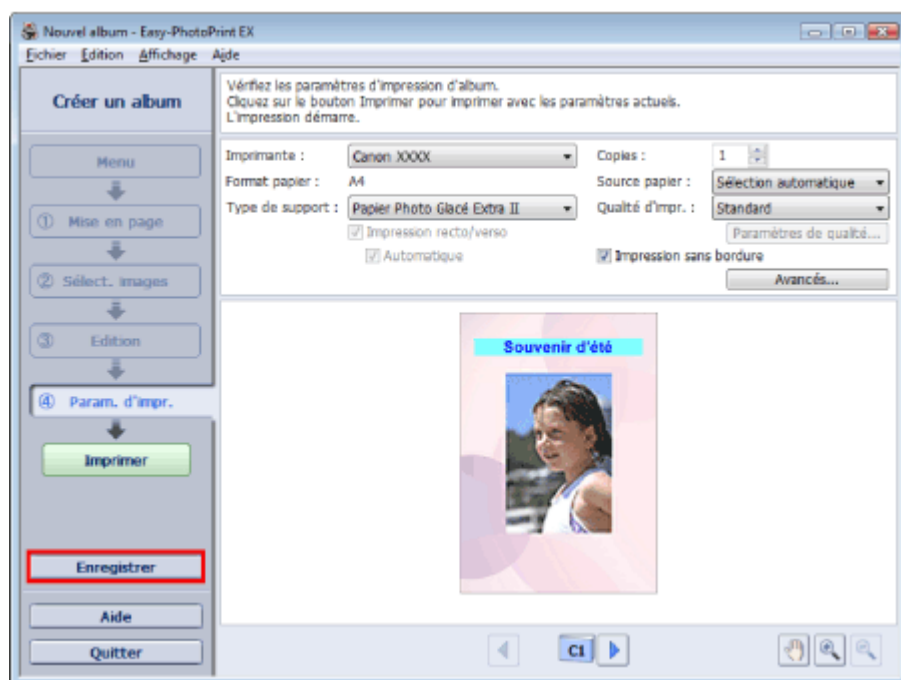 Nouvel album - Easy-PhotoPrint EX
Fichier Edition Affichage Aide
Créer un album
Vérifiez les paramètres d'impression d'album.
Cliquez sur le bouton Imprimer pour imprimer avec les paramètres actuels.
L'impression démarre.
Menu
① Mise en page
② Sélect. images
③ Edition
④ Param. d'impr.
Imprimer
Enregistrer
Aide
Quitter
Imprimante : Canon XXXX Copies : 1
Format papier : A4 Source papier : Sélection automatique
Type de support : Papier Photo Glacé Extra II Qualité d'impr. : Standard
Impression recto/verso Paramètres de qualité...
Automatique Impression sans bordure
Avancés...
Souvenir d'été
C1